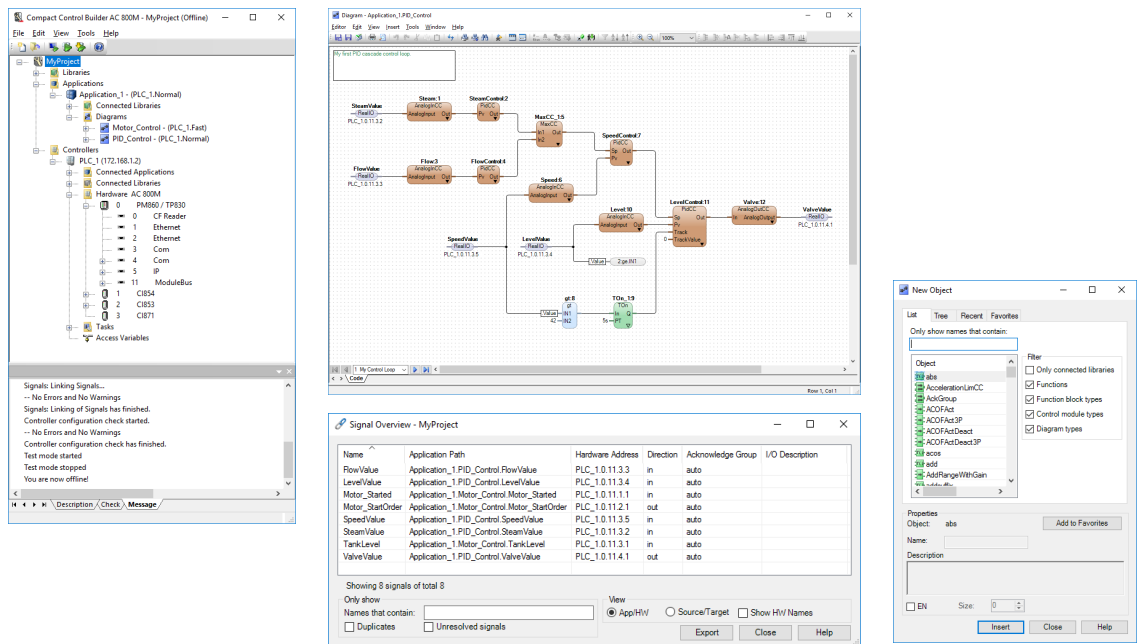 Compact Control Builder AC 800M - MyProject (Offline)
File Edit View Tools Help
MyProject
Libraries
Applications
Application_1 - (PLC_1.Normal)
Connected Libraries
Diagrams
Motor_Control - (PLC_1.Fast)
PID_Control - (PLC_1.Normal)
Controllers
PLC_1 (172.168.1.2)
Connected Applications
Connected Libraries
Hardware AC 800M
0 PM860 / TP830
0 CF Reader
1 Ethernet
2 Ethernet
3 Com
4 Com
5 IP
11 ModuleBus
1 CI854
2 CI853
3 CI871
Tasks
Access Variables
Signals: Linking Signals...
-- No Errors and No Warnings
Signals: Linking of Signals has finished.
Controller configuration check started.
-- No Errors and No Warnings
Controller configuration check has finished.
Test mode started
Test mode stopped
You are now offline!
Description Check Message
Diagram - Application_1.PID_Control
Editor Edit View Insert Tools Window Help
100%
My first PID cascade control loop
SteamValue
RealIO
PLC_1.0.11.3.2
Steam:1
AnalogInCC
AnalogInput Out
SteamControl:2
PidCC
Pv Out
MaxCC_1:5
MaxCC
In1 Out
In2
SpeedControl:7
PidCC
Sp Out
Pv
FlowValue
RealIO
PLC_1.0.11.3.3
Flow:3
AnalogInCC
AnalogInput Out
FlowControl:4
PidCC
Pv Out
Speed:6
AnalogInCC
AnalogInput Out
Level:10
AnalogInCC
AnalogInput Out
LevelControl:11
PidCC
Sp Out
Pv
Track
0 TrackValue
Valve:12
AnalogOutCC
In AnalogOutput
ValveValue
RealIO
PLC_1.0.11.4.1
SpeedValue
RealIO
PLC_1.0.11.3.5
LevelValue
RealIO
PLC_1.0.11.3.4
Value 2 ge.IN1
gt:8
gt
Value IN1
42 IN2
TOn_1:9
TOn
In Q
5s PT
1 My Control Loop
Code
Row 1, Col 1
Signal Overview - MyProject
Name Application Path Hardware Address Direction Acknowledge Group I/O Description
FlowValue Application_1.PID_Control.FlowValue PLC_1.0.11.3.3 in auto
LevelValue Application_1.PID_Control.LevelValue PLC_1.0.11.3.4 in auto
Motor_Started Application_1.Motor_Control.Motor_Started PLC_1.0.11.1.1 in auto
Motor_StartOrder Application_1.Motor_Control.Motor_StartOrder PLC_1.0.11.2.1 out auto
SpeedValue Application_1.PID_Control.SpeedValue PLC_1.0.11.3.5 in auto
SteamValue Application_1.PID_Control.SteamValue PLC_1.0.11.3.2 in auto
TankLevel Application_1.Motor_Control.TankLevel PLC_1.0.11.3.1 in auto
ValveValue Application_1.PID_Control.ValveValue PLC_1.0.11.4.1 out auto
Showing 8 signals of total 8
Only show
Names that contain:
Duplicates Unresolved signals
View
App/HW Source/Target Show HW Names
Export Close Help
New Object
List Tree Recent Favorites
Only show names that contain:
Object
abs
AccelerationLimCC
AckGroup
ACOFAct
ACOFAct3P
ACOFActDeact
ACOFActDeact3P
acos
add
AddRangeWithGain
addsuffix
Filter
Only connected libraries
Functions
Function block types
Control module types
Diagram types
Properties
Object: abs
Add to Favorites
Name:
Description
EN Size: 0
Insert Close Help